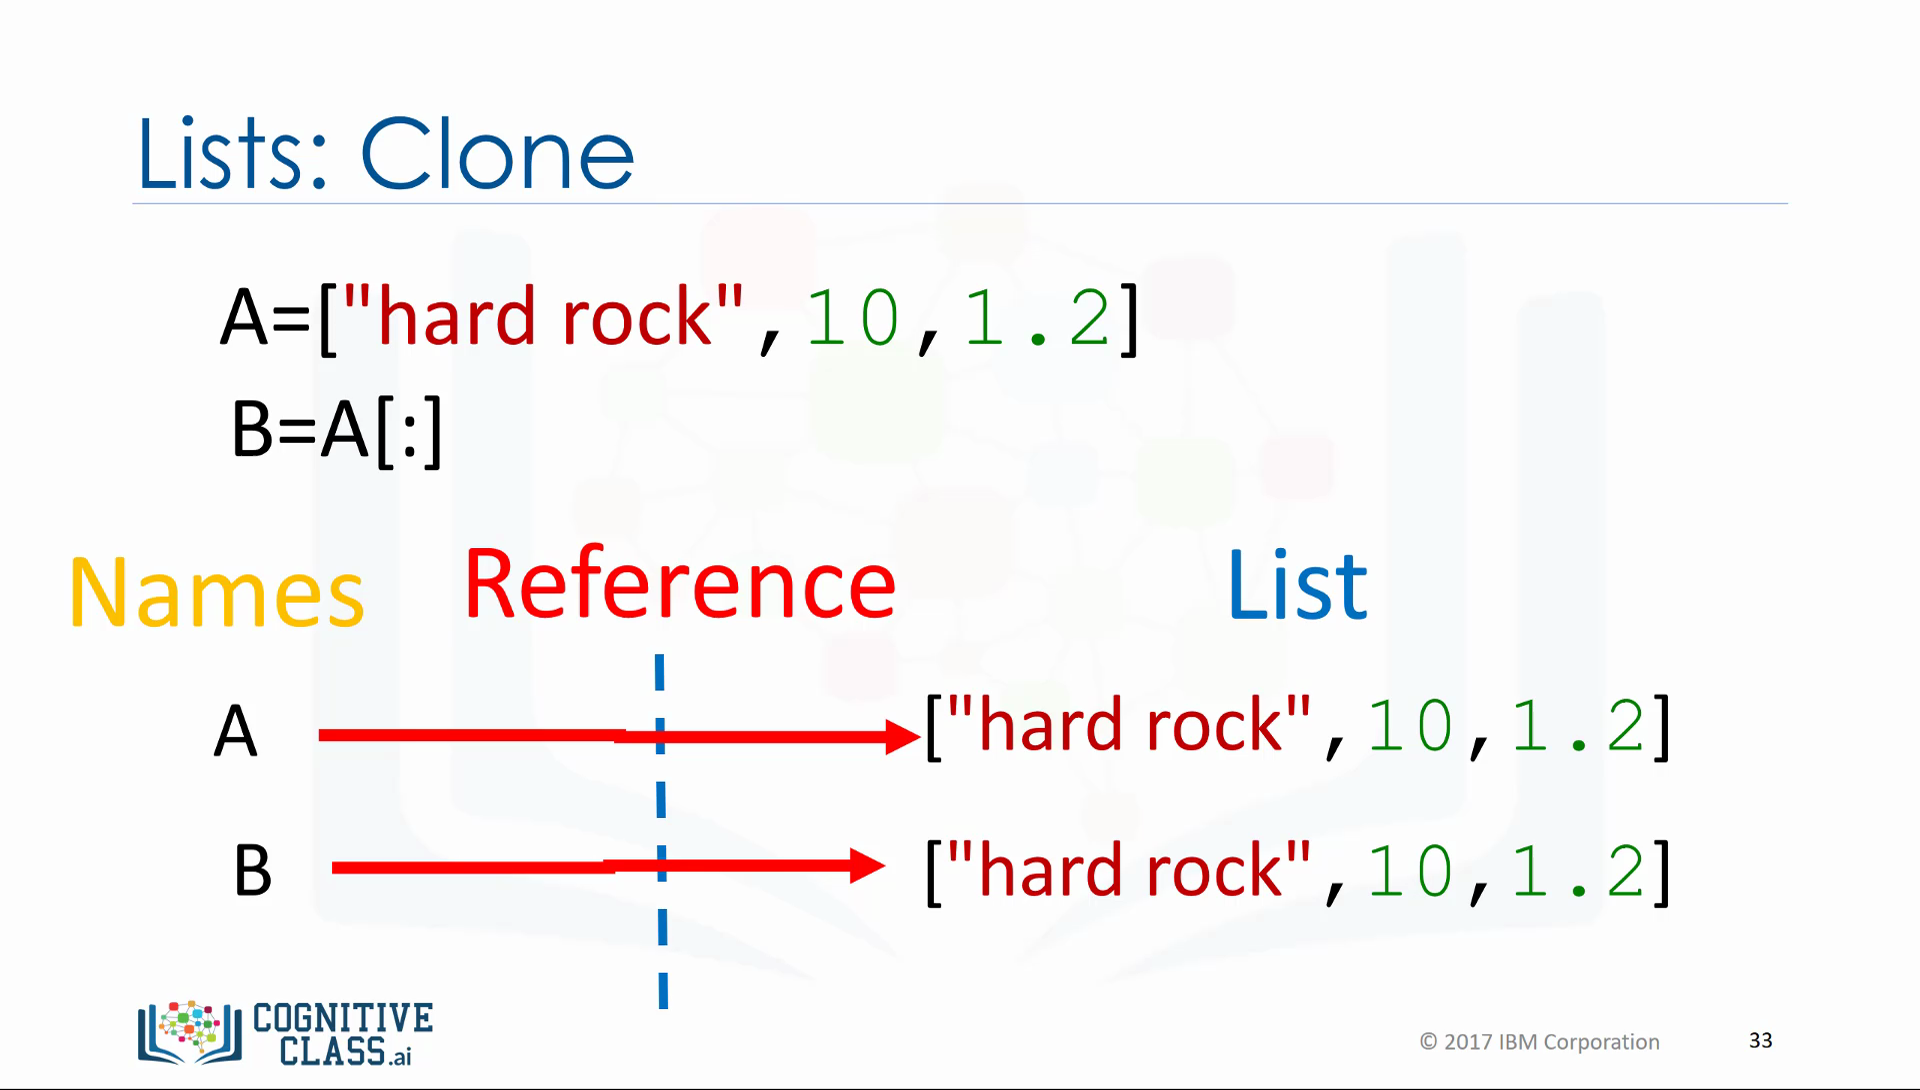 Lists: Clone
A=["hard rock",10,1.2]
B=A[:]
Names Reference List
A ["hard rock",10,1.2]
B ["hard rock",10,1.2]
COGNITIVE
CLASS.ai
© 2017 IBM Corporation 33